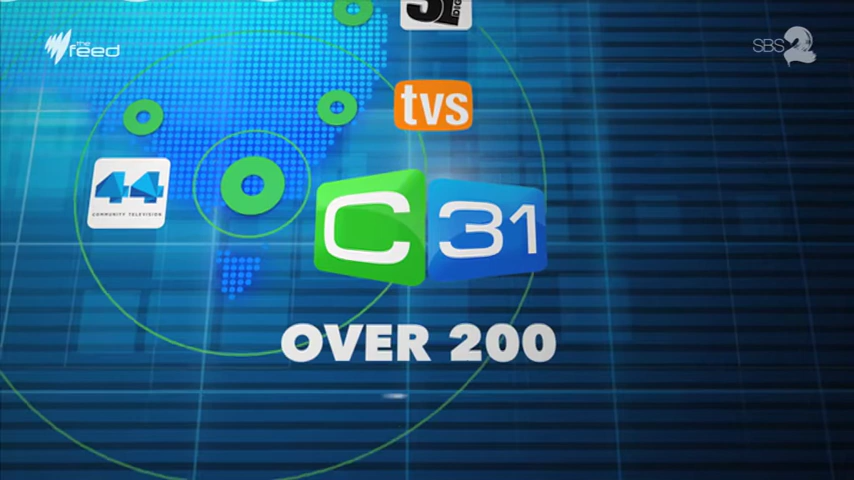 the feed
SBS 2
tvs
44
COMMUNITY TELEVISION
C 31
OVER 200